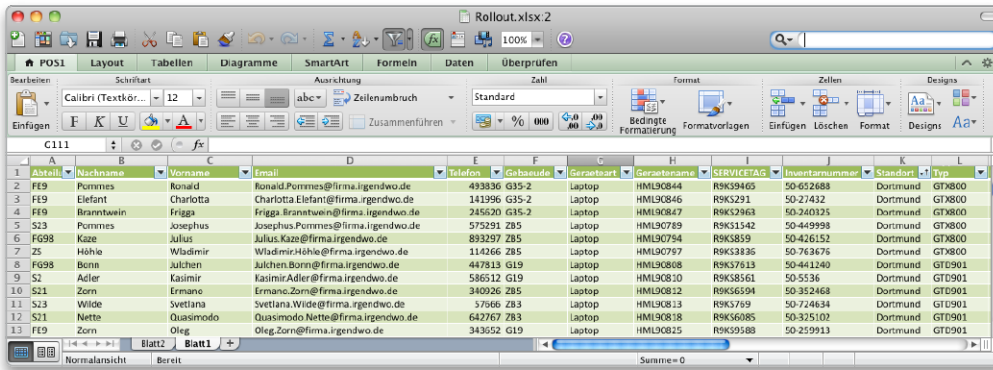 Rollout.xlsx:2
100%
POS1 Layout Tabellen Diagramme SmartArt Formeln Daten Überprüfen
Bearbeiten Schriftart Ausrichtung Zahl Format Zellen Designs
Calibri (Textkör... 12 abc Zeilenumbruch Standard
Einfügen F K U A Zusammenführen % 000 Bedingte Formatierung Formatvorlagen Einfügen Löschen Format Designs Aa
C111 fx
A B C D E F G H I J K L
1 Abteil Nachname Vorname Email Telefon Gebaeude Geraeteart Geraetename SERVICETAG Inventarnummer Standort Typ
2 FE9 Pommes Ronald Ronald.Pommes@firma.irgendwo.de 493836 G35-2 Laptop HML90844 R9KS9465 50-652688 Dortmund GTX800
3 FE9 Elefant Charlotta Charlotta.Elefant@firma.irgendwo.de 141996 G35-2 Laptop HML90846 R9KS291 50-27432 Dortmund GTX800
4 FE9 Branntwein Frigga Frigga.Branntwein@firma.irgendwo.de 245620 G35-2 Laptop HML90847 R9KS2963 50-240325 Dortmund GTX800
5 S23 Pommes Josephus Josephus.Pommes@firma.irgendwo.de 575291 ZB5 Laptop HML90789 R9KS1542 50-449998 Dortmund GTX800
6 FG98 Kaze Julius Julius.Kaze@firma.irgendwo.de 893297 ZB5 Laptop HML90794 R9KS859 50-426152 Dortmund GTX800
7 Z5 Höhle Wladimir Wladimir.Höhle@firma.irgendwo.de 114266 ZB5 Laptop HML90797 R9KS3836 50-763676 Dortmund GTX800
8 FG98 Bonn Julchen Julchen.Bonn@firma.irgendwo.de 447813 G19 Laptop HML90808 R9KS7613 50-441240 Dortmund GTD901
9 S2 Adler Kasimir Kasimir.Adler@firma.irgendwo.de 586512 G19 Laptop HML90810 R9KS8561 50-5536 Dortmund GTD901
10 S21 Zorn Ermano Ermano.Zorn@firma.irgendwo.de 340926 ZB5 Laptop HML90812 R9KS6594 50-352468 Dortmund GTD901
11 S23 Wilde Svetlana Svetlana.Wilde@firma.irgendwo.de 57666 ZB3 Laptop HML90813 R9KS769 50-724634 Dortmund GTD901
12 S21 Nette Quasimodo Quasimodo.Nette@firma.irgendwo.de 642767 ZB3 Laptop HML90818 R9KS6085 50-325102 Dortmund GTD901
13 FE9 Zorn Oleg Oleg.Zorn@firma.irgendwo.de 343652 G19 Laptop HML90825 R9KS9588 50-259913 Dortmund GTD901
Blatt2 Blatt1 +
Normalansicht Bereit Summe=0